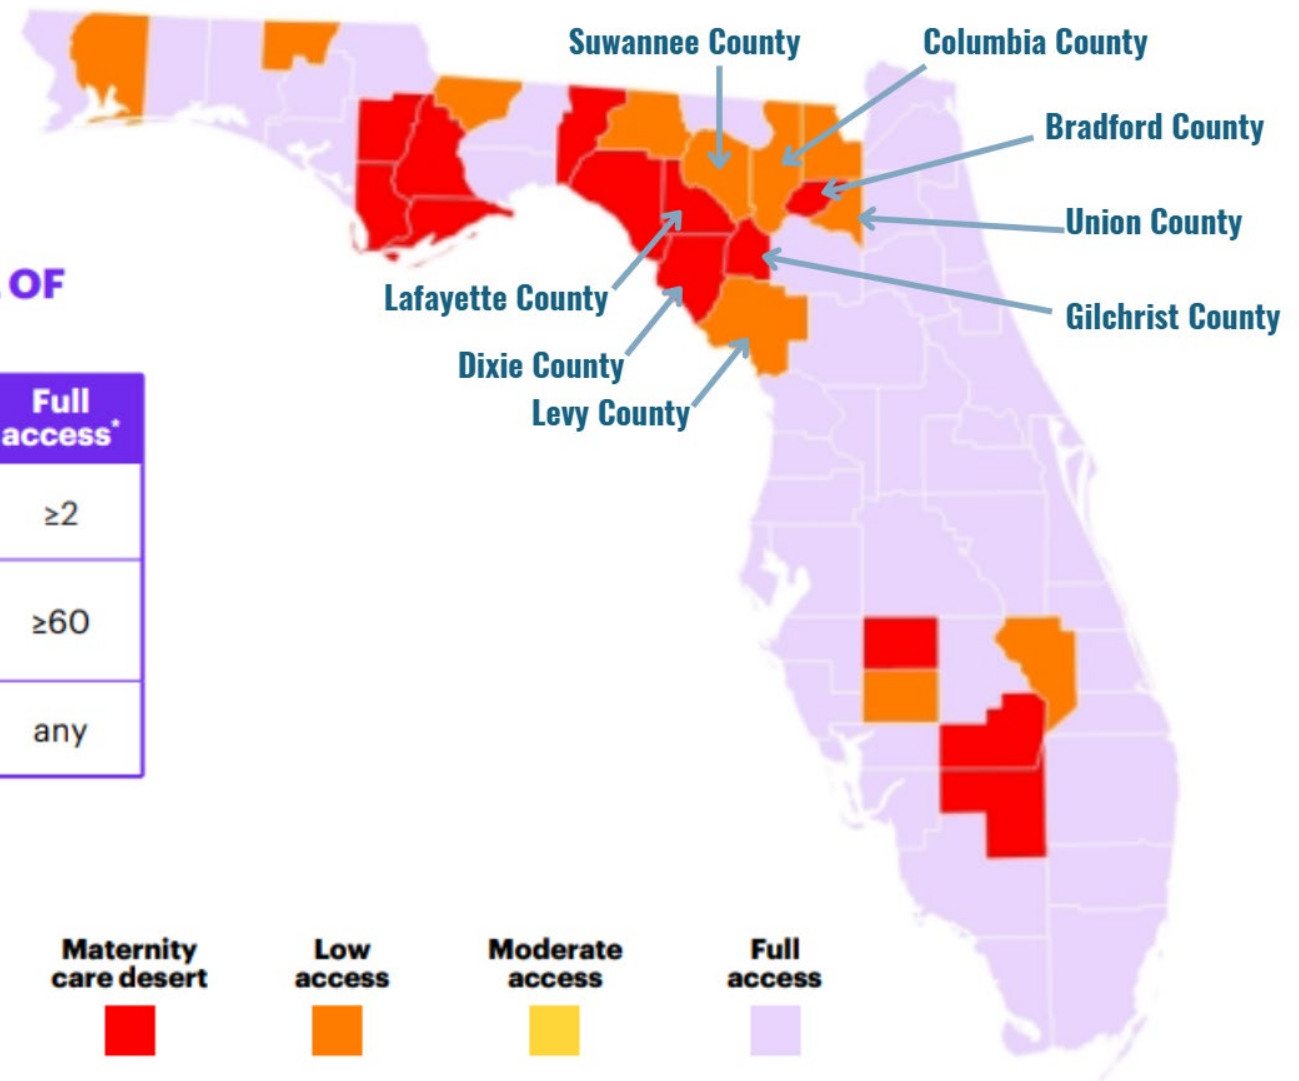 Suwannee County
Columbia County
Bradford County
Union County
Gilchrist County
Lafayette County
Dixie County
Levy County
OF
Full
access*
≥2
≥60
any
Maternity
care desert
Low
access
Moderate
access
Full
access